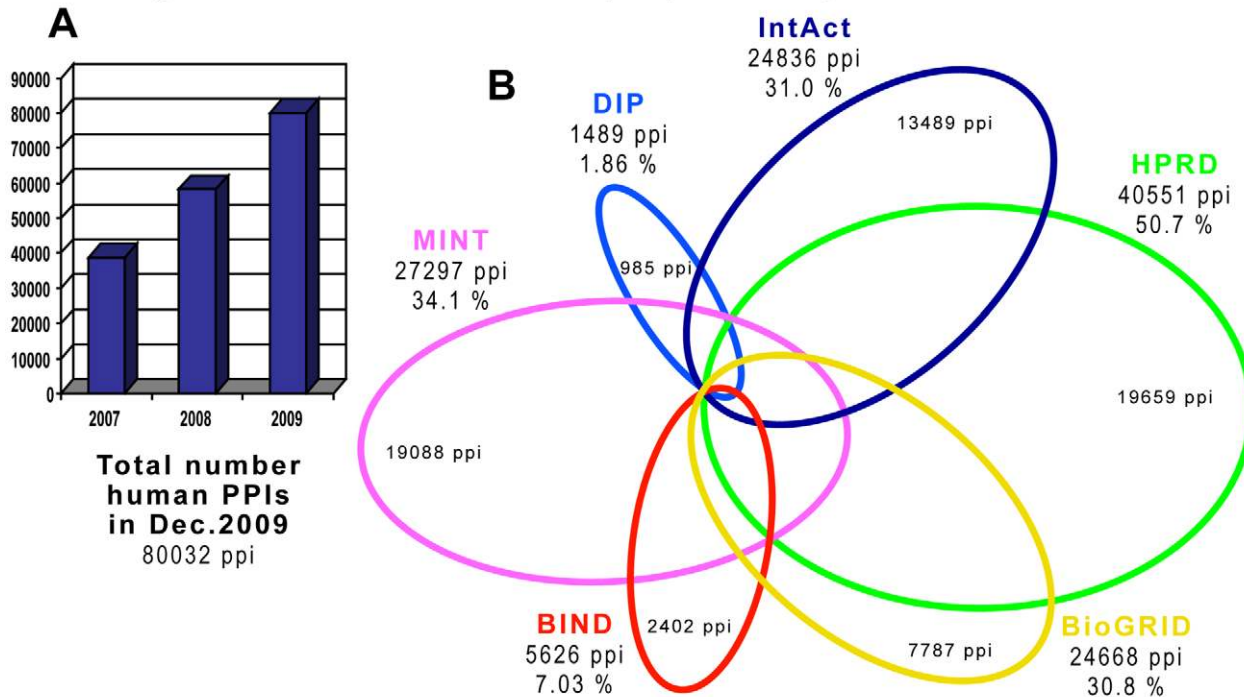 A
90000
80000
70000
60000
50000
40000
30000
20000
10000
0
2007 2008 2009
Total number
human PPIs
in Dec.2009
80032 ppi
B
IntAct
24836 ppi
31.0 %
13489 ppi
DIP
1489 ppi
1.86 %
985 ppi
HPRD
40551 ppi
50.7 %
19659 ppi
MINT
27297 ppi
34.1 %
19088 ppi
BIND
5626 ppi
7.03 %
2402 ppi
BioGRID
24668 ppi
30.8 %
7787 ppi